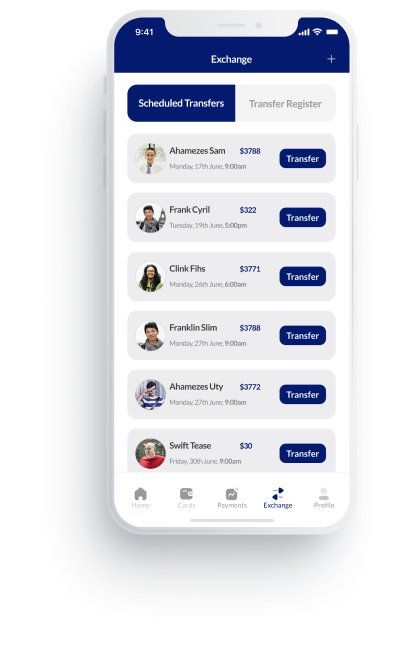 9:41
Exchange
+
Scheduled Transfers
Transfer Register
Ahamezes Sam $3788
Monday, 17th June, 9:00am
Transfer
Frank Cyril $322
Tuesday, 19th June, 5:00pm
Transfer
Clink Fihs $3771
Monday, 26th June, 6:00am
Transfer
Franklin Slim $3788
Monday, 27th June, 9:00am
Transfer
Ahamezes Uty $3772
Monday, 27th June, 9:00am
Transfer
Swift Tease $30
Friday, 30th June, 9:00am
Transfer
Home Cards Payments Exchange Profile